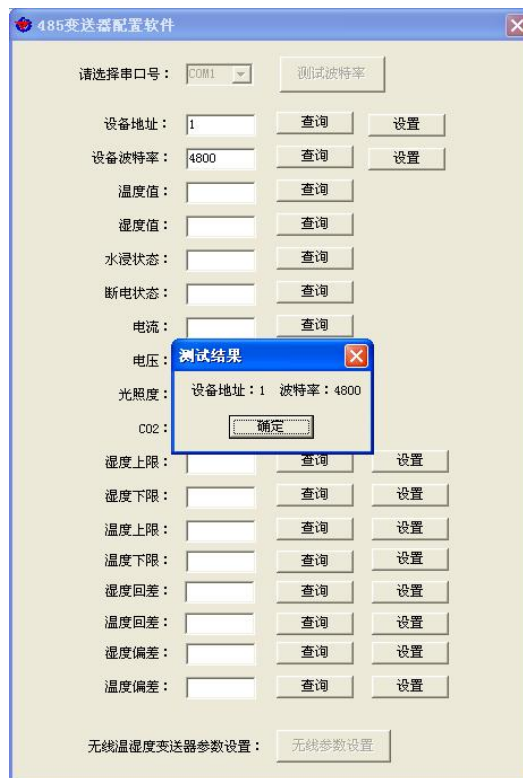 485变送器配置软件
请选择串口号： COM1 测试波特率
设备地址： 1 查询 设置
设备波特率： 4800 查询 设置
温度值： 查询
湿度值： 查询
水浸状态： 查询
断电状态： 查询
电流： 查询
电压：
测试结果
设备地址：1 波特率：4800
光照度：
确定
CO2：
湿度上限： 查询 设置
湿度下限： 查询 设置
温度上限： 查询 设置
温度下限： 查询 设置
湿度回差： 查询 设置
温度回差： 查询 设置
湿度偏差： 查询 设置
温度偏差： 查询 设置
无线温湿度变送器参数设置： 无线参数设置